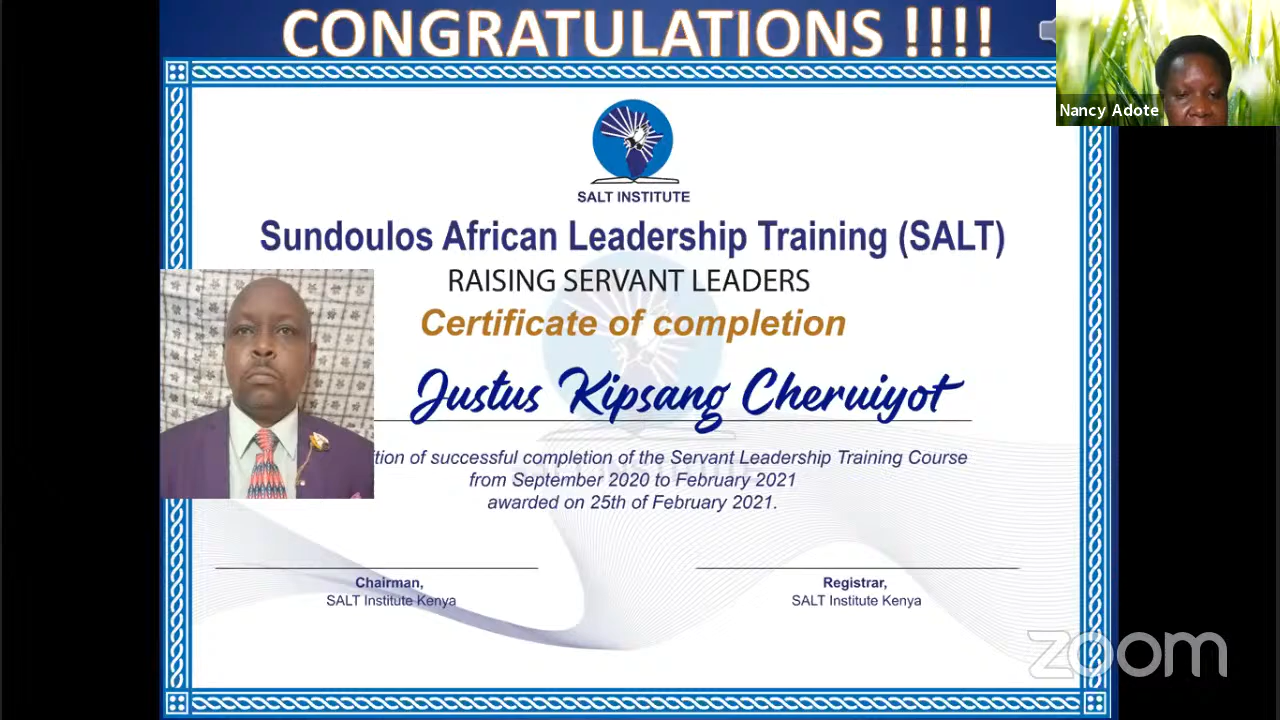 CONGRATULATIONS !!!!
Nancy Adote
SALT INSTITUTE
Sundoulos African Leadership Training (SALT)
RAISING SERVANT LEADERS
Certificate of completion
Justus Kipsang Cheruiyot
of successful completion of the Servant Leadership Training Course
from September 2020 to February 2021
awarded on 25th of February 2021.
Chairman,
SALT Institute Kenya
Registrar,
SALT Institute Kenya
zoom